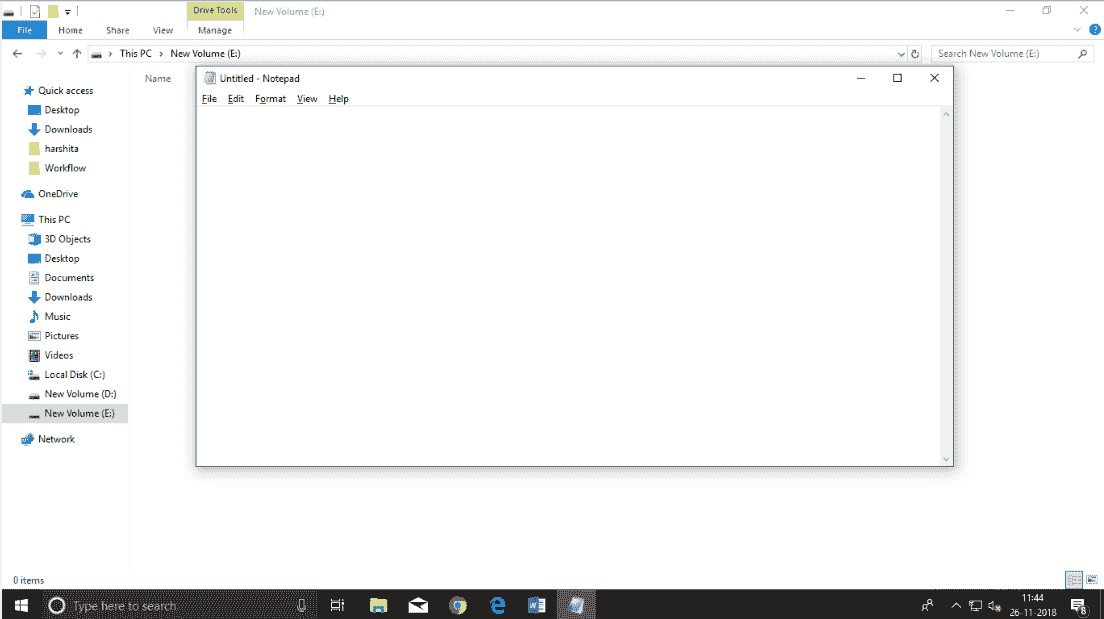 Drive Tools
New Volume (E:)
File
Home
Share
View
Manage
This PC
New Volume (E:)
Search New Volume (E:)
Name
Quick access
Desktop
Downloads
harshita
Workflow
OneDrive
This PC
3D Objects
Desktop
Documents
Downloads
Music
Pictures
Videos
Local Disk (C:)
New Volume (D:)
New Volume (E:)
Network
Untitled - Notepad
File Edit Format View Help
0 items
Type here to search
11:44
26-11-2018
8